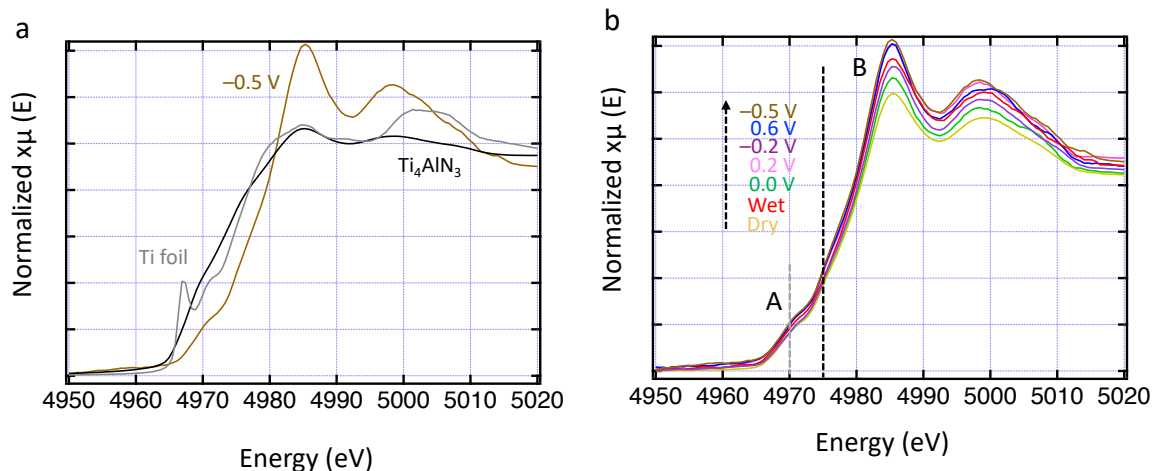 a
Normalized xµ (E)
−0.5 V
Ti₄AlN₃
Ti foil
4950 4960 4970 4980 4990 5000 5010 5020
Energy (eV)
b
Normalized xµ (E)
B
−0.5 V
0.6 V
−0.2 V
0.2 V
0.0 V
Wet
Dry
A
4950 4960 4970 4980 4990 5000 5010 5020
Energy (eV)